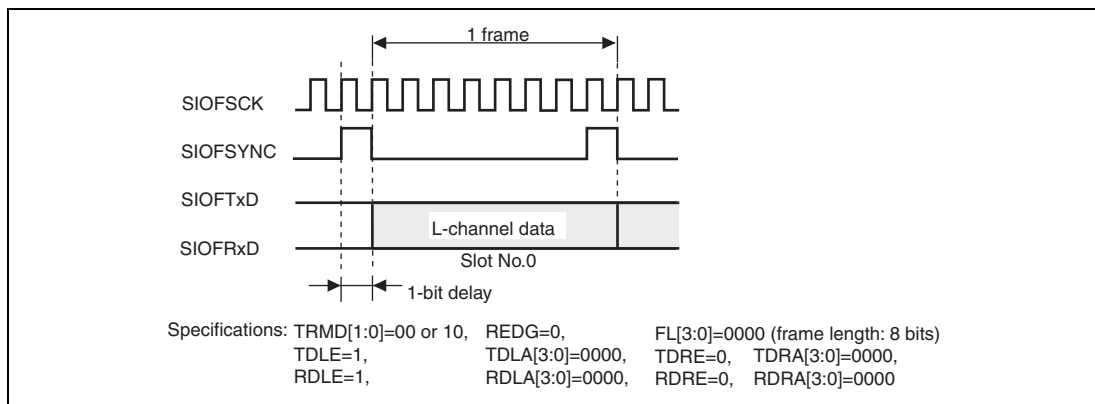 1 frame
SIOFSCK
SIOFSYNC
SIOFTxD
L-channel data
SIOFRxD
Slot No.0
1-bit delay
Specifications: TRMD[1:0]=00 or 10, REDG=0, FL[3:0]=0000 (frame length: 8 bits)
TDLE=1, TDLA[3:0]=0000, TDRE=0, TDRA[3:0]=0000,
RDLE=1, RDLA[3:0]=0000, RDRE=0, RDRA[3:0]=0000